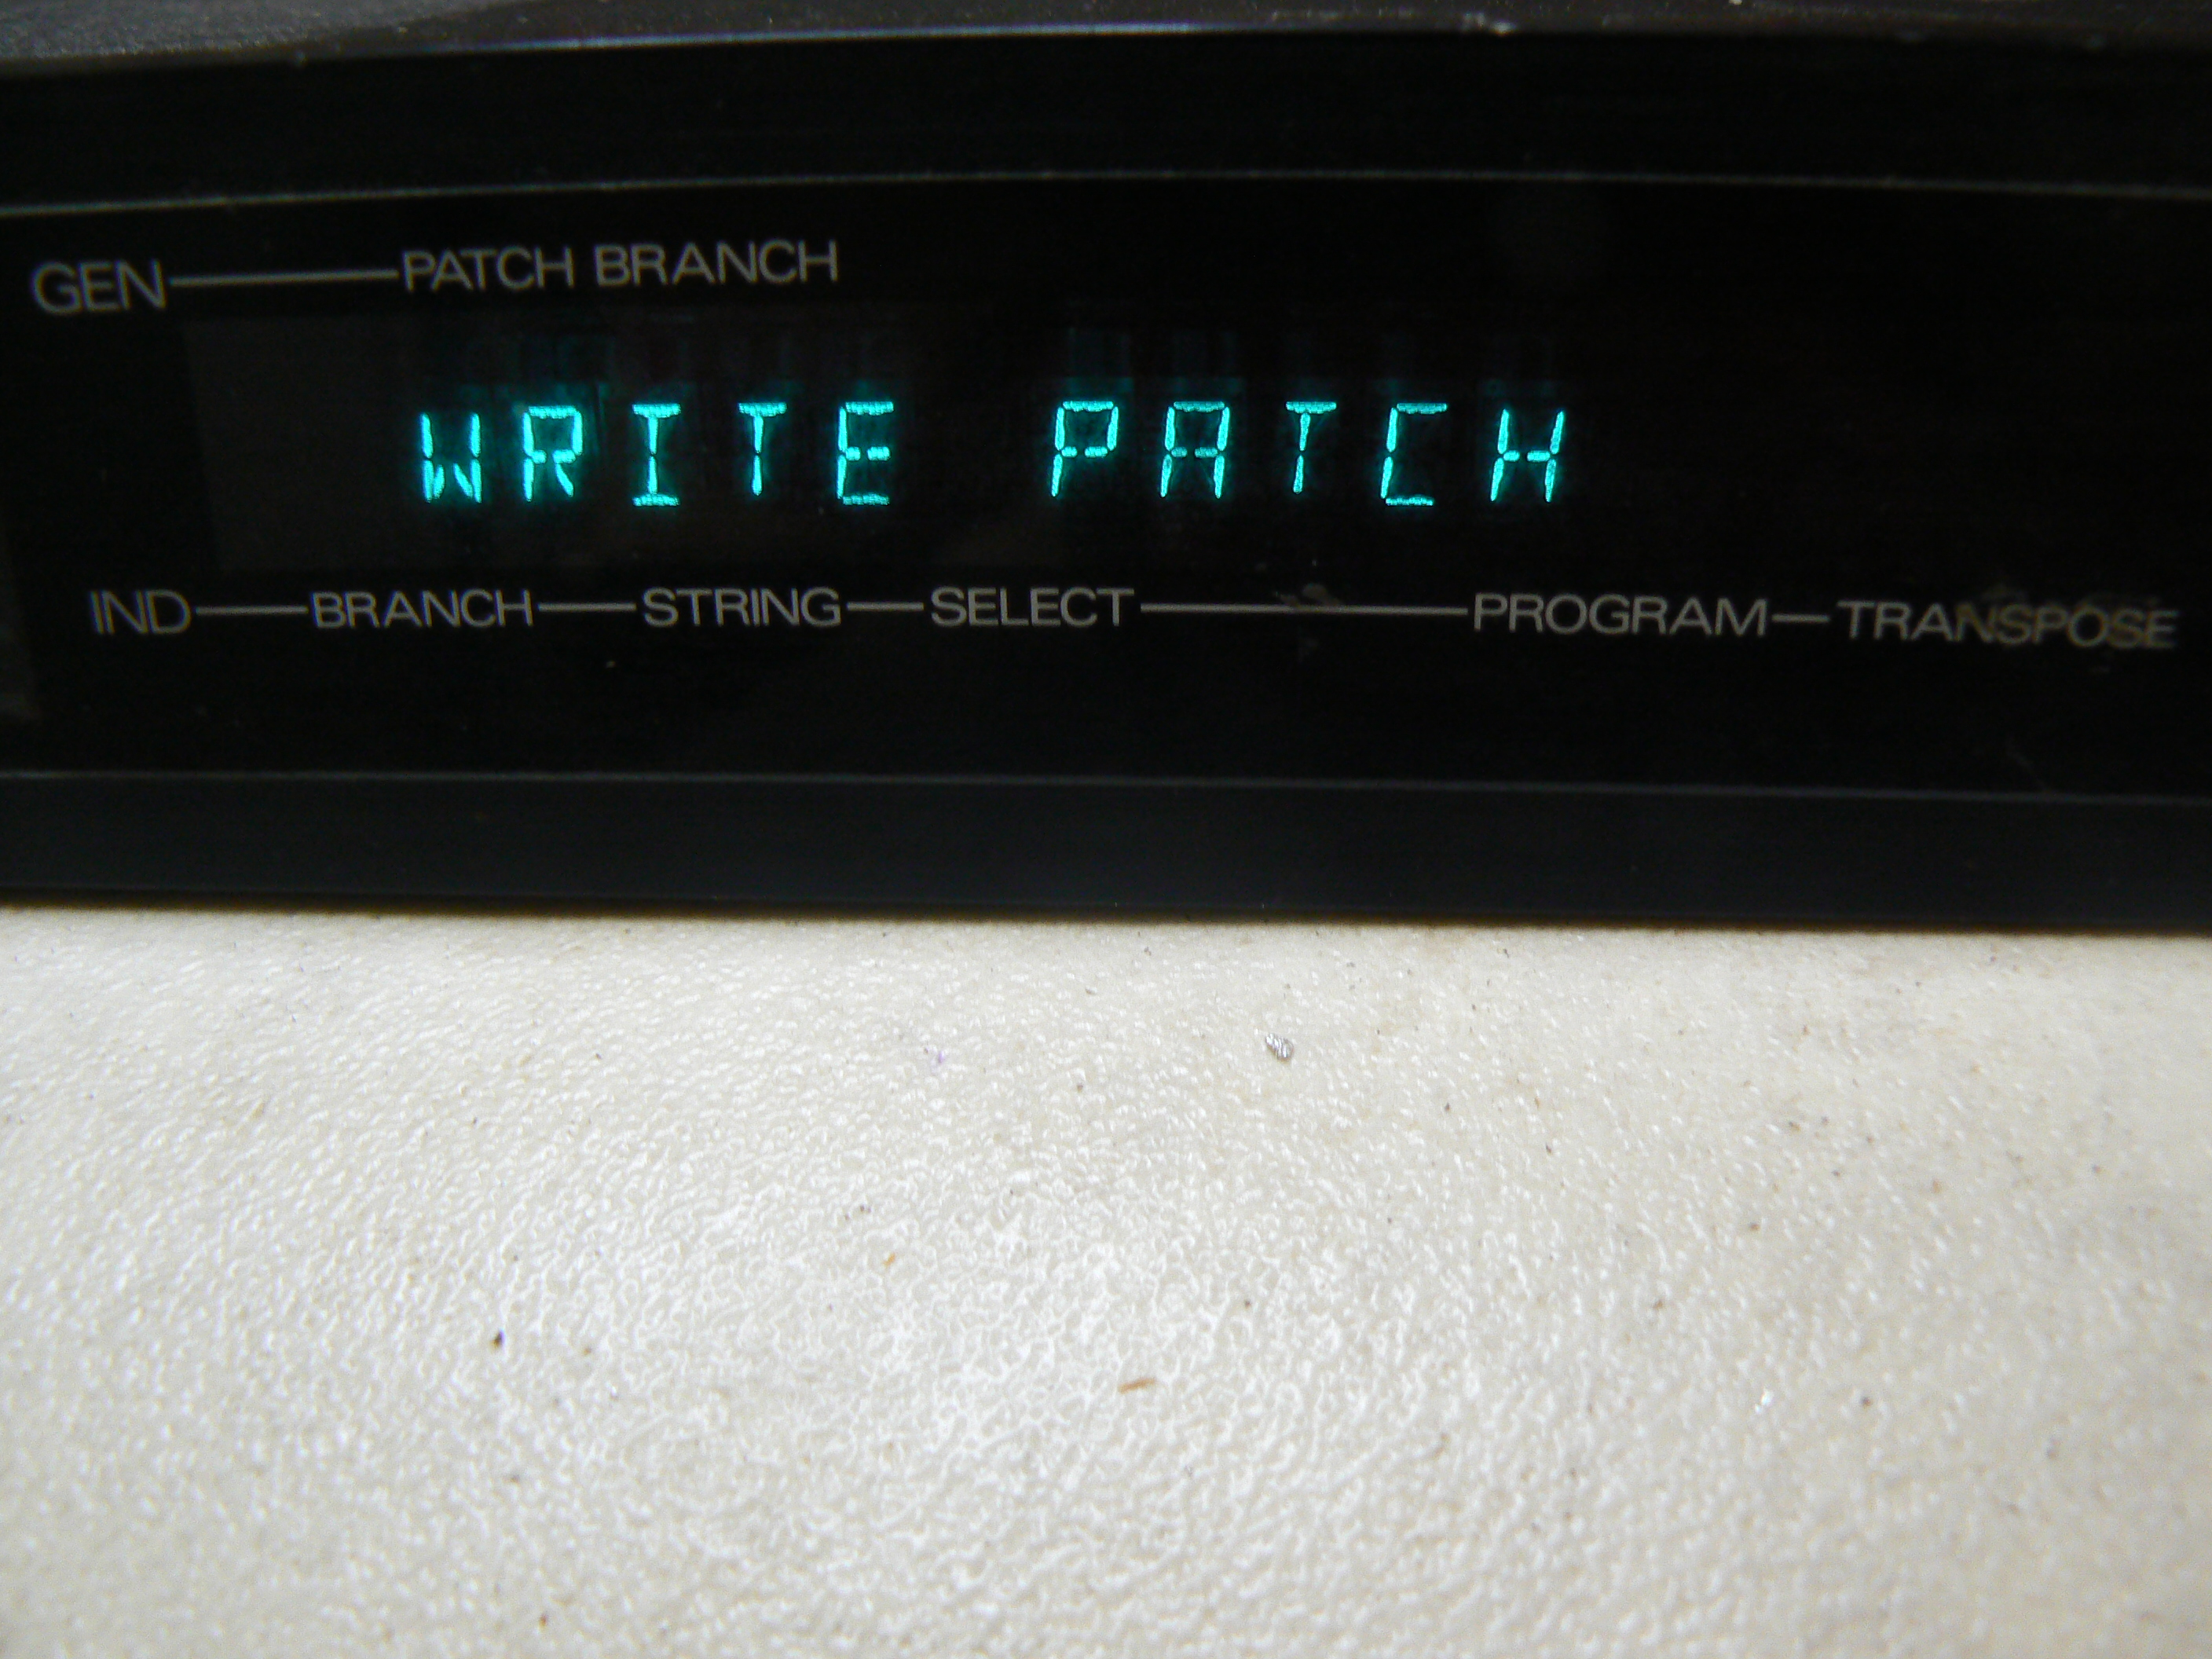 GEN PATCH BRANCH
WRITE PATCH
IND BRANCH STRING SELECT PROGRAM TRANSPOSE